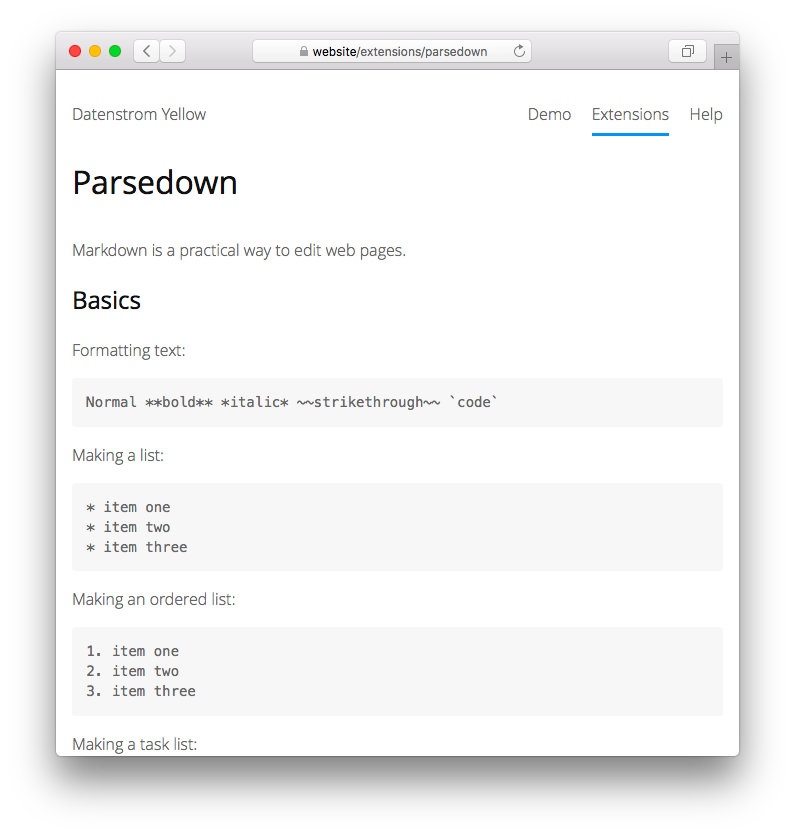 website/extensions/parsedown
Datenstrom Yellow
Demo Extensions Help
Parsedown
Markdown is a practical way to edit web pages.
Basics
Formatting text:
Normal **bold** *italic* ~~strikethrough~~ `code`
Making a list:
* item one
* item two
* item three
Making an ordered list:
1. item one
2. item two
3. item three
Making a task list: